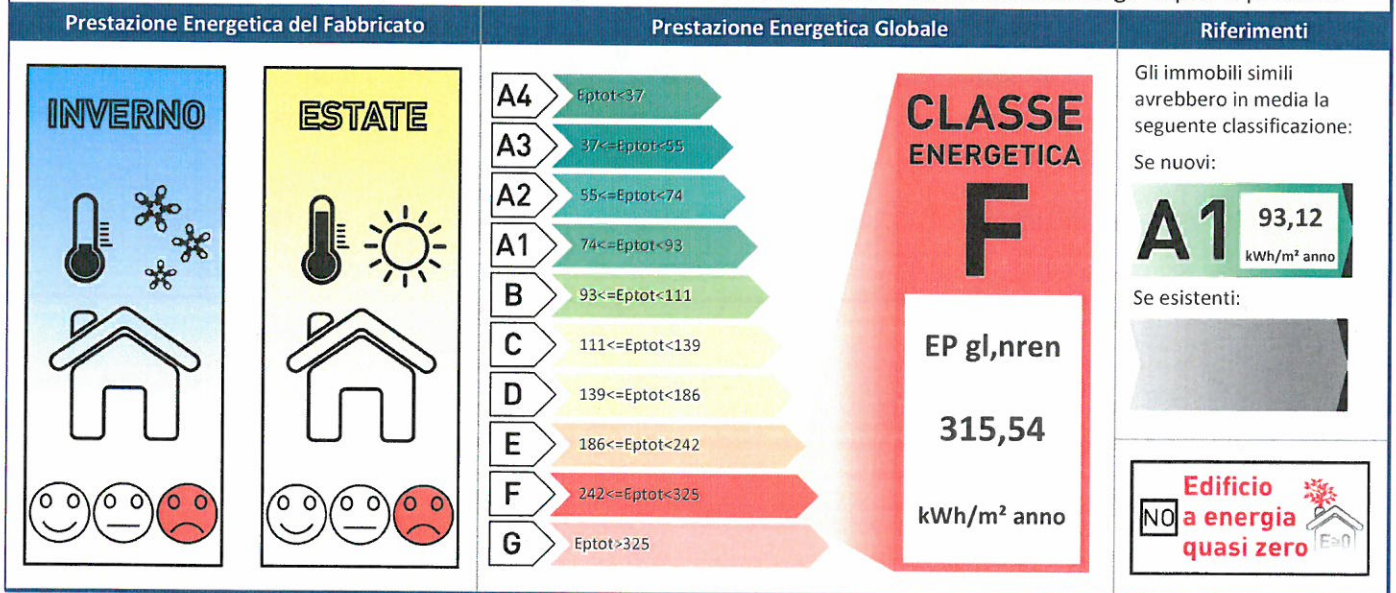 Prestazione Energetica del Fabbricato
Prestazione Energetica Globale
Riferimenti
INVERNO
ESTATE
A4 Eptot<37
A3 37<=Eptot<55
A2 55<=Eptot<74
A1 74<=Eptot<93
B 93<=Eptot<111
C 111<=Eptot<139
D 139<=Eptot<186
E 186<=Eptot<242
F 242<=Eptot<325
G Eptot>325
CLASSE
ENERGETICA
F
EP gl,nren
315,54
kWh/m² anno
Gli immobili simili
avrebbero in media la
seguente classificazione:
Se nuovi:
A1 93,12
kWh/m² anno
Se esistenti:
Edificio
NO a energia
quasi zero